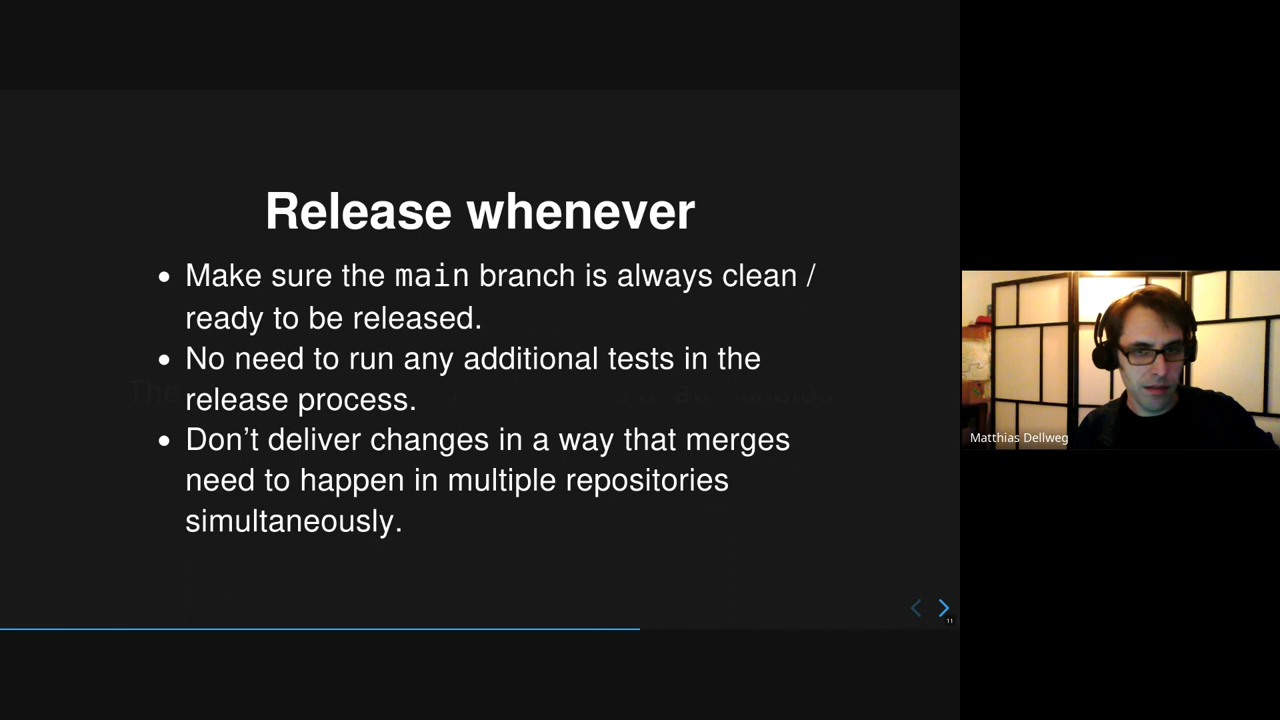 Release whenever
Make sure the main branch is always clean /
ready to be released.
No need to run any additional tests in the
release process.
Don’t deliver changes in a way that merges
need to happen in multiple repositories
simultaneously.
11
Matthias Dellweg